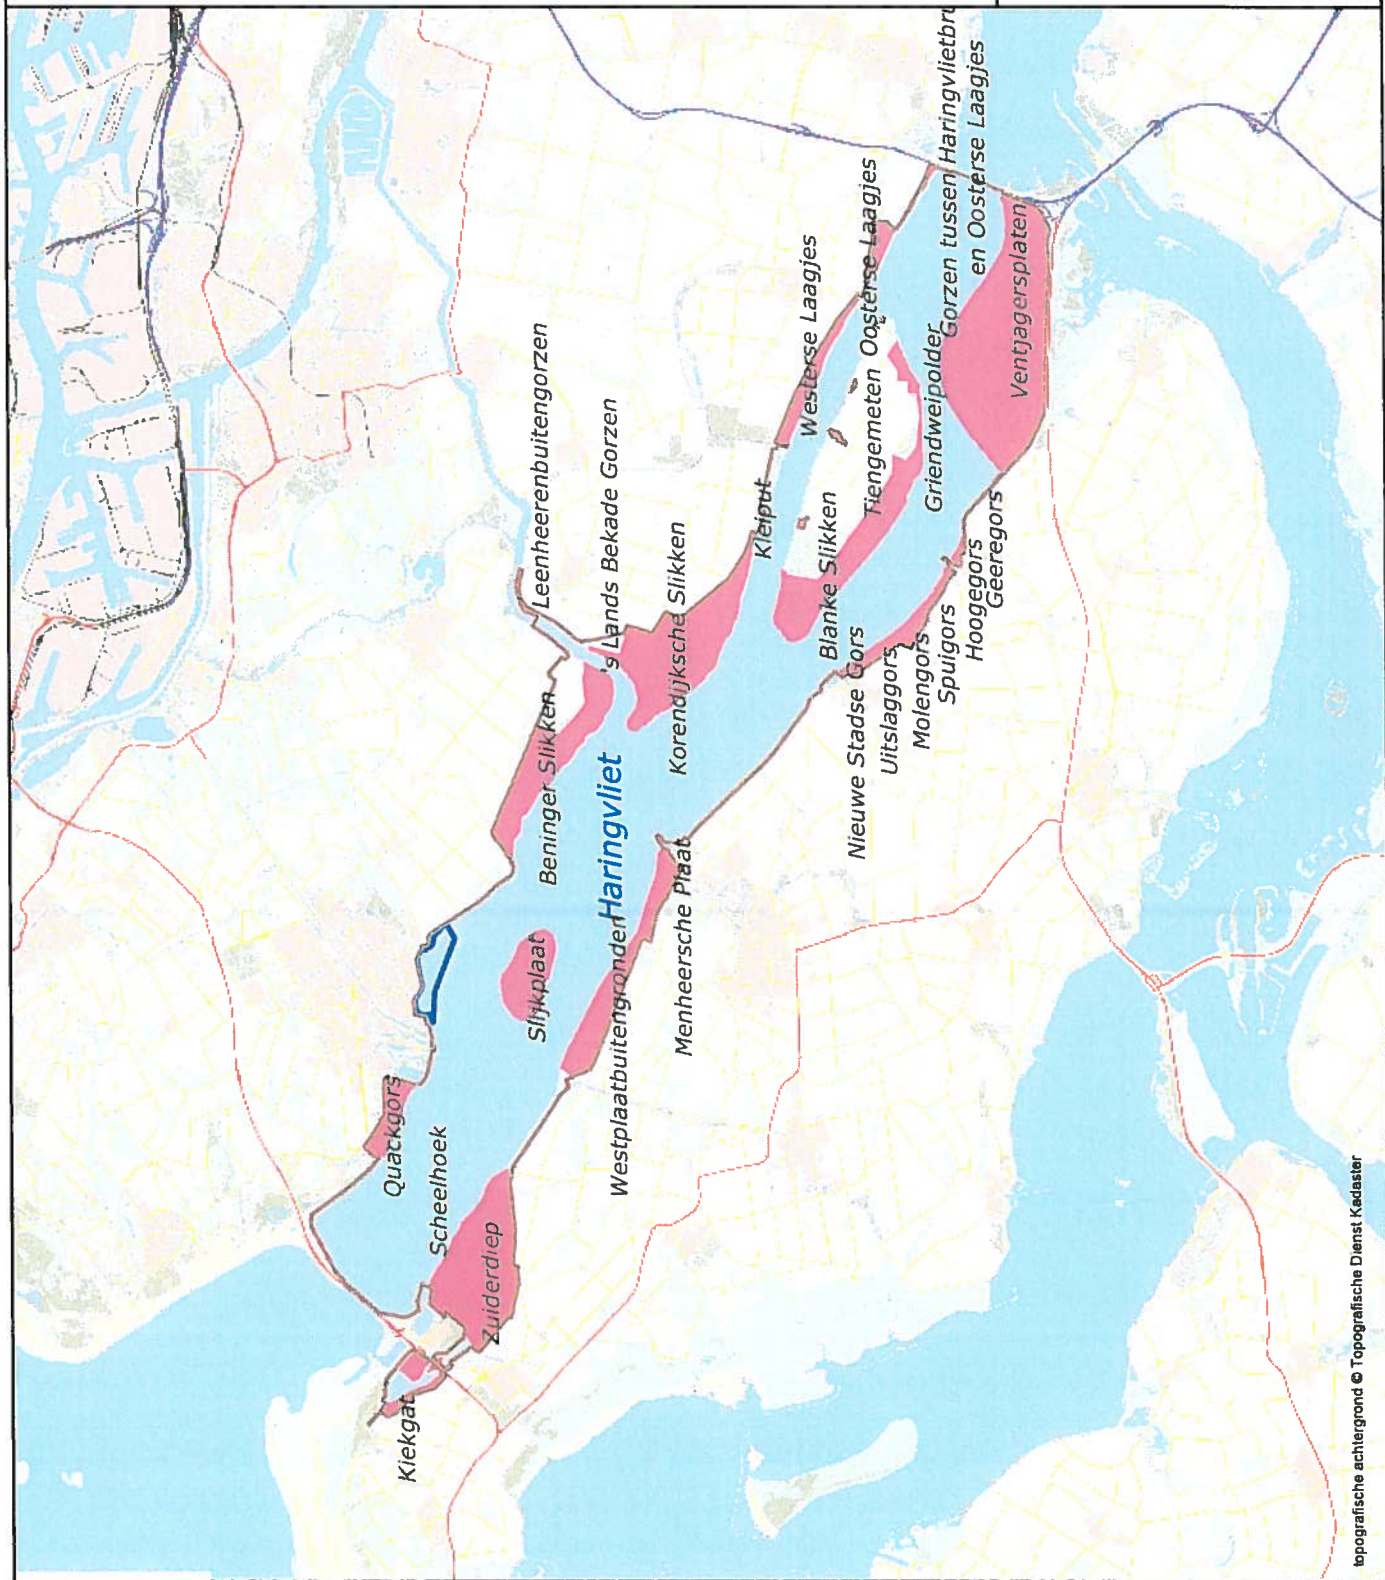 Kiekgat
Zuiderdiep
Scheelhoek
Quackgors
Westplaatbuitengronden
Menheersche Plaat
Slijkplaat
Haringvliet
Beninger Slikken
Leenheerenbuitengorzen
's Lands Bekade Gorzen
Korendijksche Slikken
Kleiput
Blanke Slikken
Tiengemeten
Westerse Laagjes
Oosterse Laagjes
Nieuwe Stadse Gors
Uitslaggors
Molengors
Spuigors
Hoogegors
Geeregors
Griendweipolder
Gorzen tussen Haringvlietbru
en Oosterse Laagjes
Ventjagersplaten
topografische achtergrond © Topografische Dienst Kadaster